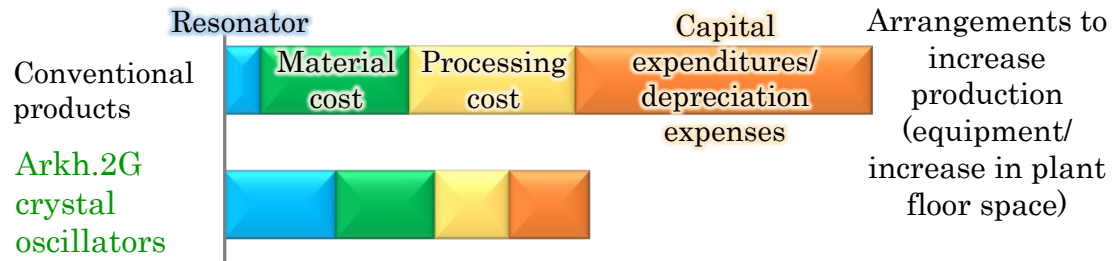 Resonator
Conventional
products
Material
cost
Processing
cost
Capital
expenditures/
depreciation
expenses
Arrangements to
increase
production
(equipment/
increase in plant
floor space)
Arkh.2G
crystal
oscillators